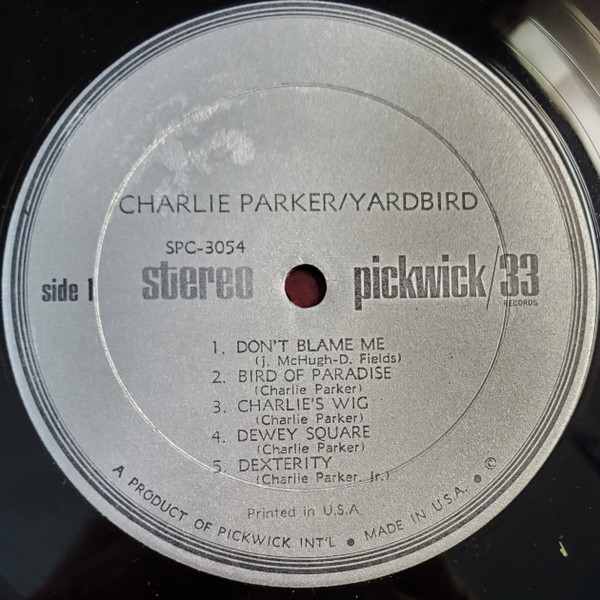 CHARLIE PARKER/YARDBIRD
SPC-3054
side 1
stereo
pickwick/33
RECORDS
1. DON'T BLAME ME
(J. McHugh-D. Fields)
2. BIRD OF PARADISE
(Charlie Parker)
3. CHARLIE'S WIG
(Charlie Parker)
4. DEWEY SQUARE
(Charlie Parker)
5. DEXTERITY
(Charlie Parker. Jr.)
Printed in U.S.A.
A PRODUCT OF PICKWICK INT'L ● MADE IN U.S.A. ● ©